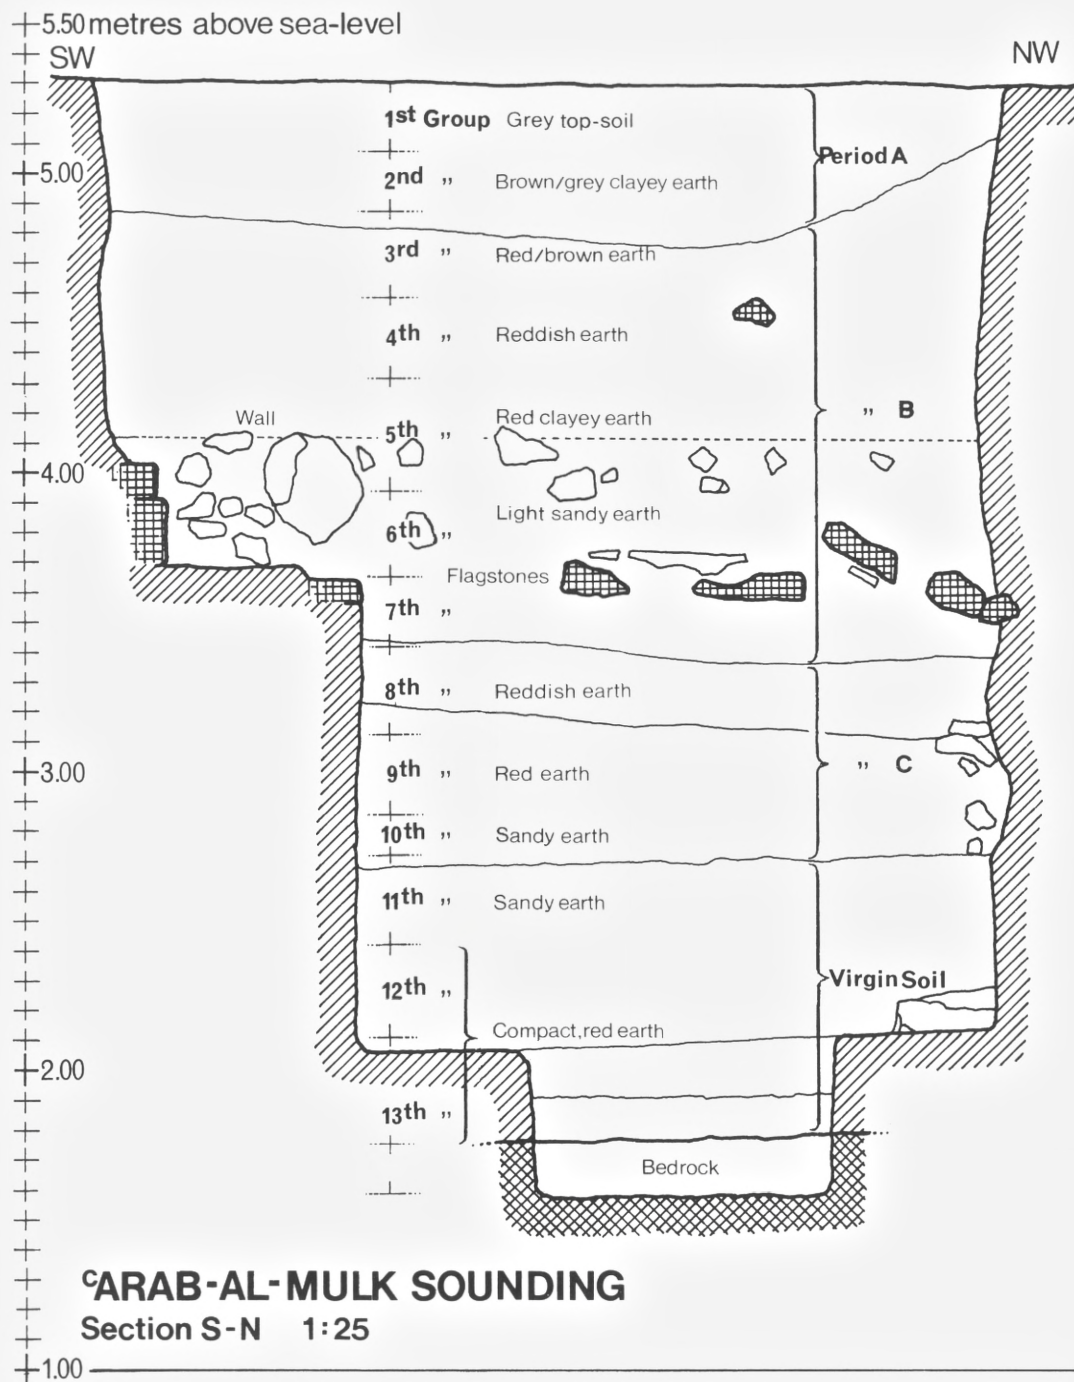 5.50 metres above sea-level
SW
NW
1st Group Grey top-soil
Period A
5.00
2nd ,, Brown/grey clayey earth
3rd ,, Red/brown earth
4th ,, Reddish earth
,, B
Wall
Red clayey earth
5th ,,
4.00
Light sandy earth
6th ,,
Flagstones
7th ,,
8th ,, Reddish earth
,, C
3.00
9th ,, Red earth
10th ,, Sandy earth
11th ,, Sandy earth
Virgin Soil
12th ,,
Compact, red earth
2.00
13th ,,
Bedrock
ᶜARAB-AL-MULK SOUNDING
Section S-N 1:25
1.00